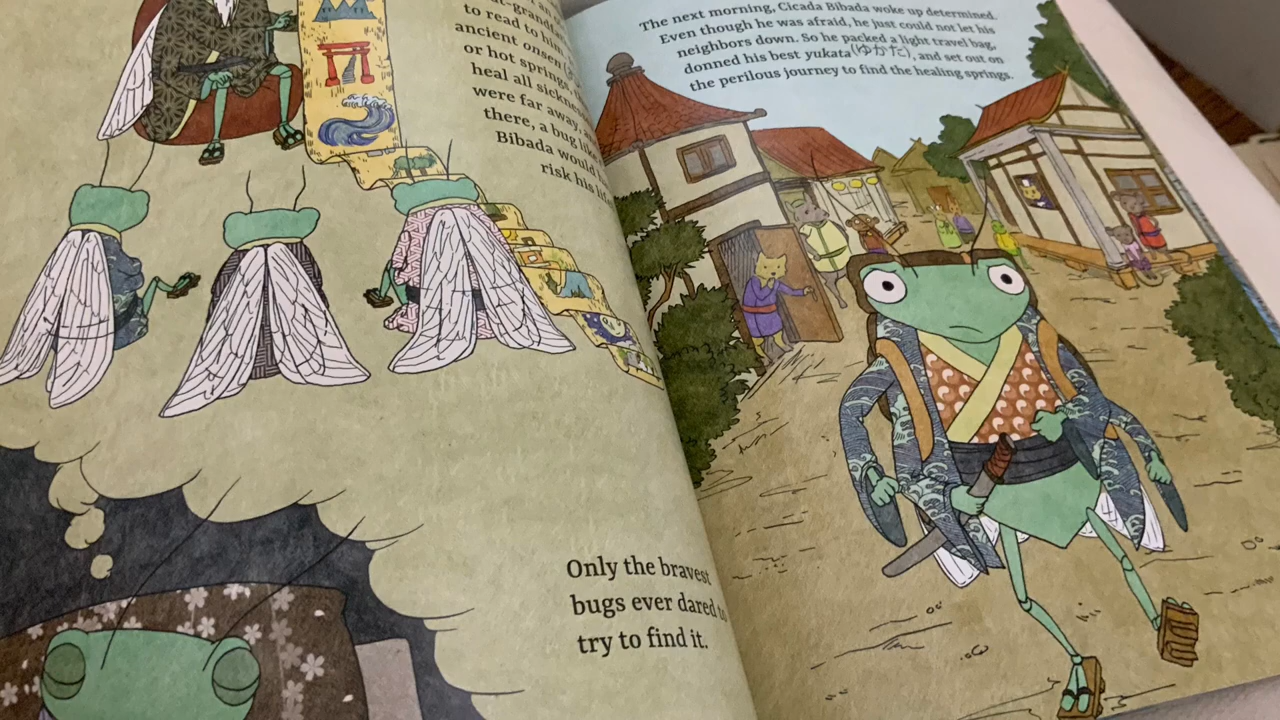 to read to him
ancient onsen
or hot springs,
heal all
were far away,
there, a bug
Bibada would
risk his
Only the bravest
bugs ever dared to
try to find it.
The next morning, Cicada Bibada woke up determined.
Even though he was afraid, he just could not let his
neighbors down. So he packed a light travel bag,
donned his best yukata (ゆかた), and set out on
the perilous journey to find the healing springs.